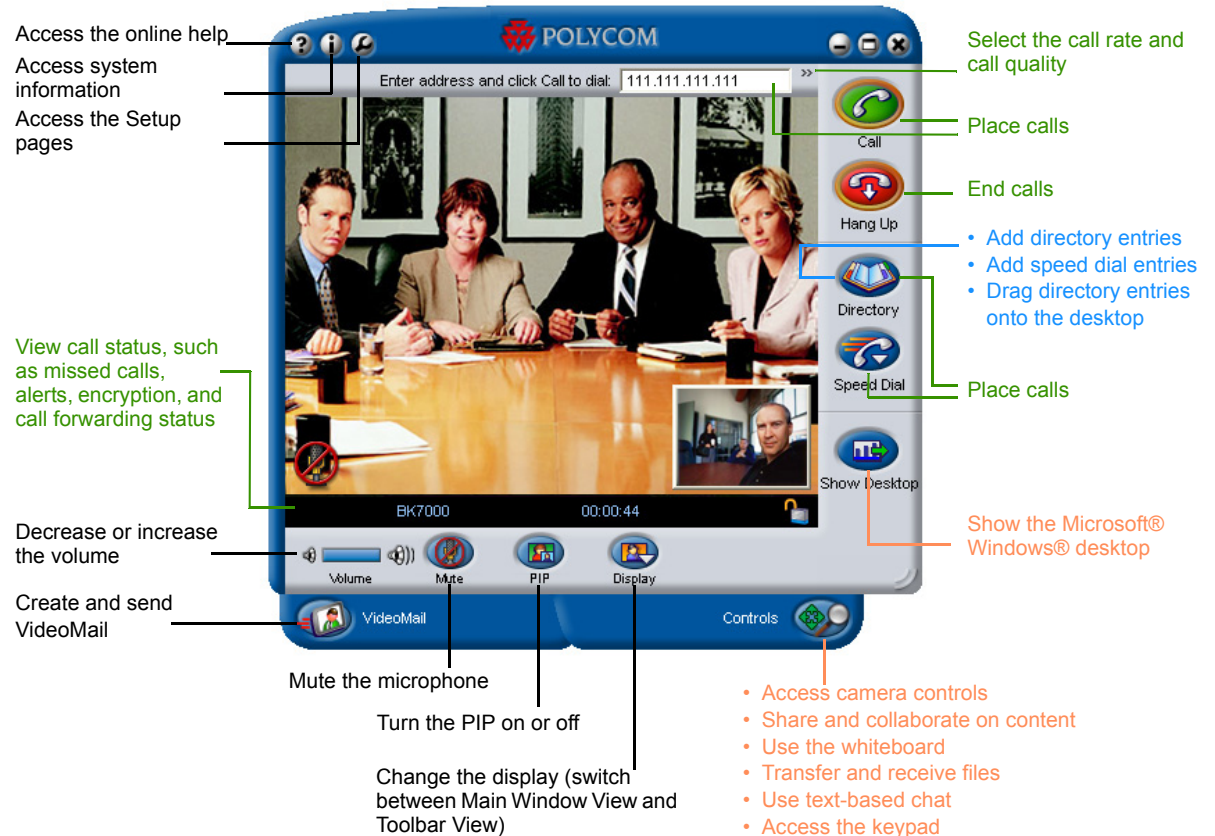 Access the online help
Access system
information
Access the Setup
pages
View call status, such
as missed calls,
alerts, encryption, and
call forwarding status
Decrease or increase
the volume
Create and send
VideoMail
POLYCOM
Enter address and click Call to dial:
111.111.111.111
»
Call
Hang Up
Directory
Speed Dial
Show Desktop
BK7000
00:00:44
Volume
Mute
PIP
Display
VideoMail
Controls
Select the call rate and
call quality
Place calls
End calls
• Add directory entries
• Add speed dial entries
• Drag directory entries
onto the desktop
Place calls
Show the Microsoft®
Windows® desktop
Mute the microphone
Turn the PIP on or off
Change the display (switch
between Main Window View and
Toolbar View)
• Access camera controls
• Share and collaborate on content
• Use the whiteboard
• Transfer and receive files
• Use text-based chat
• Access the keypad